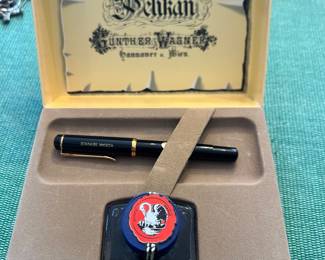 Pelikan
GÜNTHER WAGNER
Hannover u. Wien.